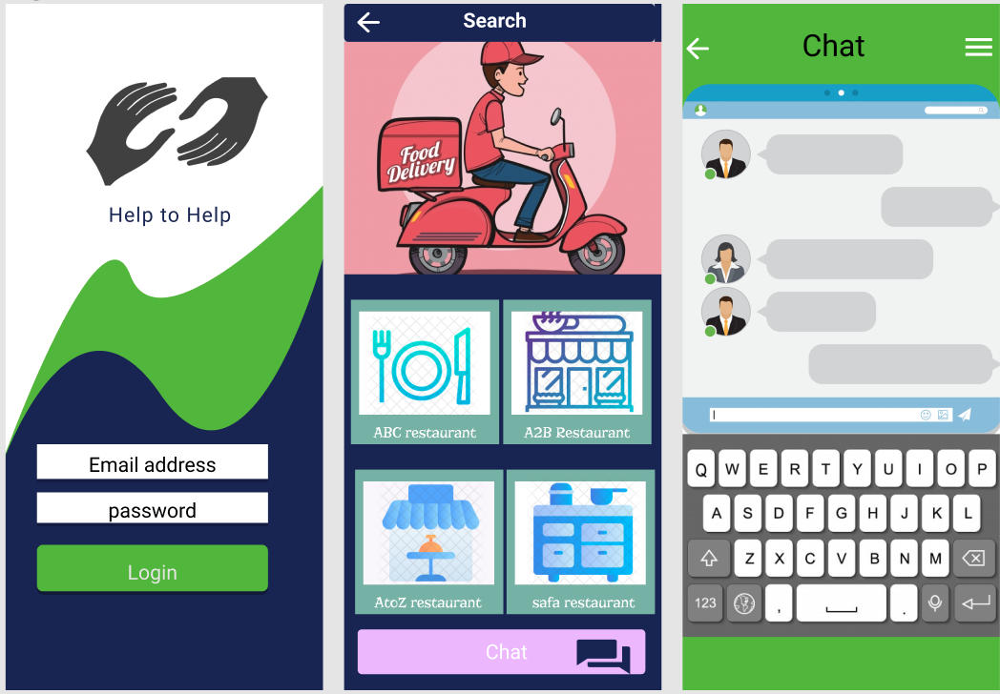 Help to Help
Email address
password
Login
Search
Food
Delivery
ABC restaurant
A2B Restaurant
AtoZ restaurant
safa restaurant
Chat
Chat
Q W E R T Y U I O P
A S D F G H J K L
Z X C V B N M
123 , .